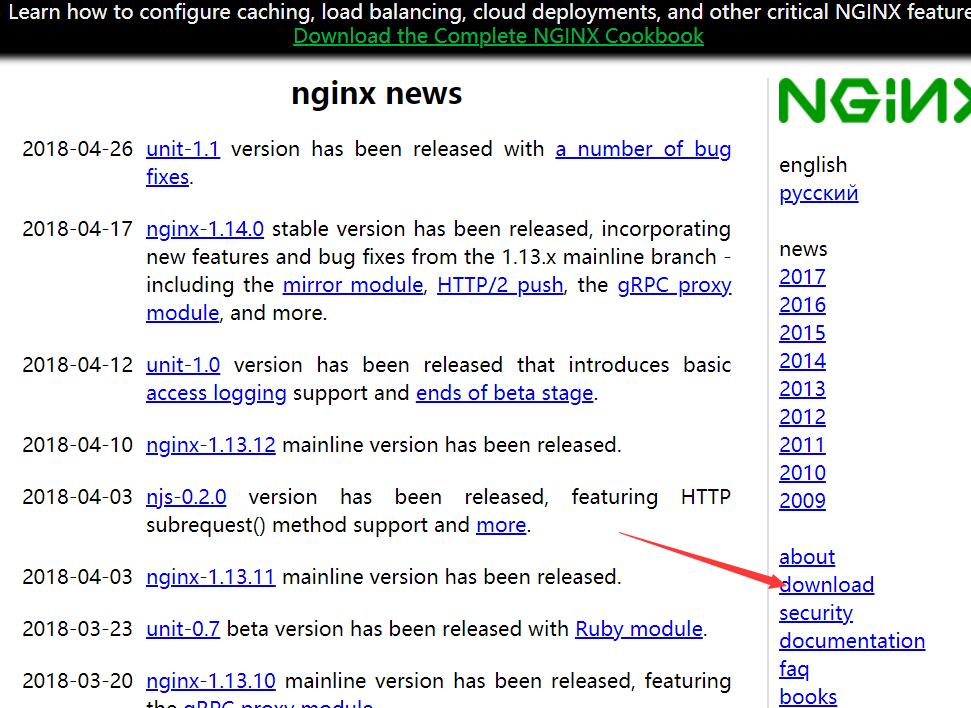 Learn how to configure caching, load balancing, cloud deployments, and other critical NGINX feature
Download the Complete NGINX Cookbook
nginx news
2018-04-26 unit-1.1 version has been released with a number of bug
fixes.
2018-04-17 nginx-1.14.0 stable version has been released, incorporating
new features and bug fixes from the 1.13.x mainline branch -
including the mirror module, HTTP/2 push, the gRPC proxy
module, and more.
2018-04-12 unit-1.0 version has been released that introduces basic
access logging support and ends of beta stage.
2018-04-10 nginx-1.13.12 mainline version has been released.
2018-04-03 njs-0.2.0 version has been released, featuring HTTP
subrequest() method support and more.
2018-04-03 nginx-1.13.11 mainline version has been released.
2018-03-23 unit-0.7 beta version has been released with Ruby module.
2018-03-20 nginx-1.13.10 mainline version has been released, featuring
the gRPC proxy module.
NGINX
english
русский
news
2017
2016
2015
2014
2013
2012
2011
2010
2009
about
download
security
documentation
faq
books